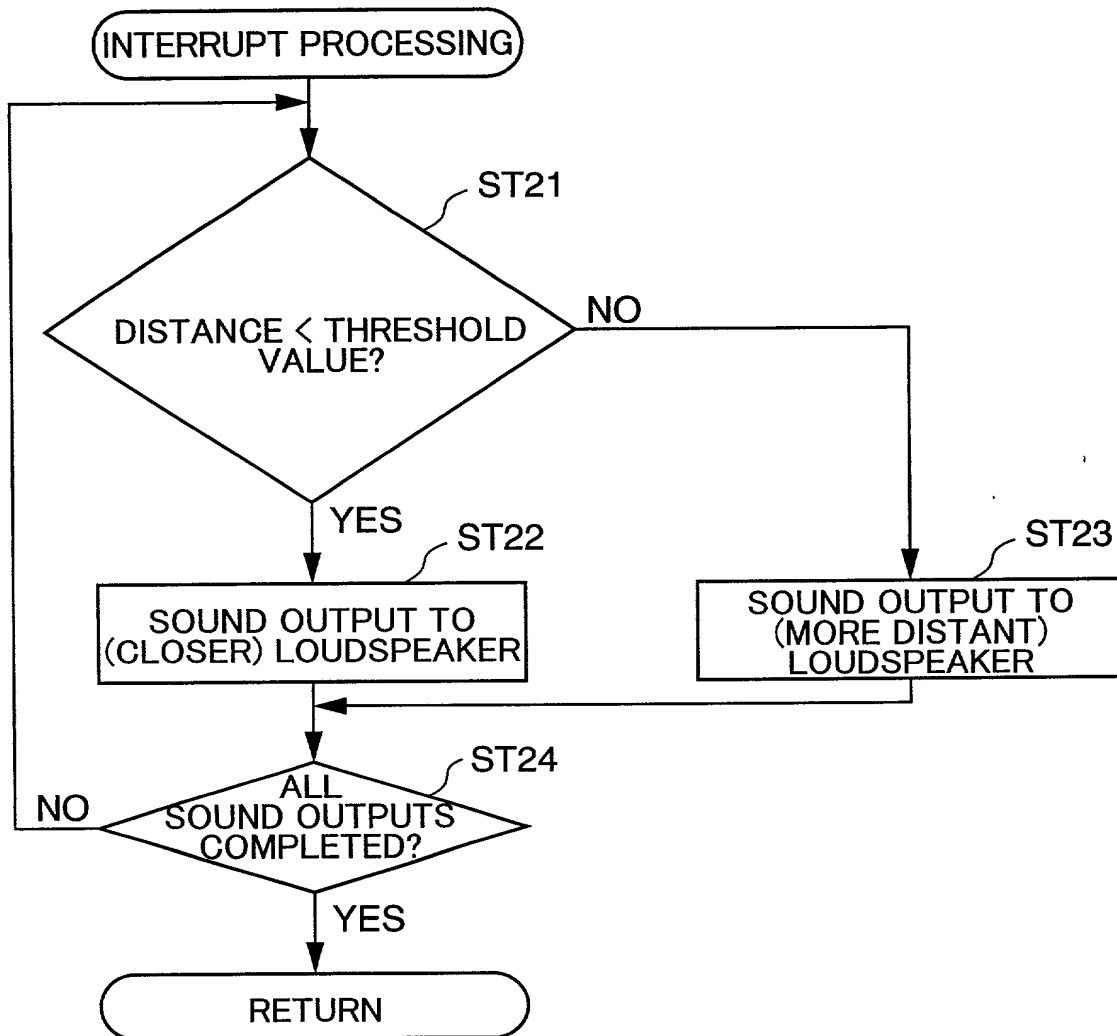 INTERRUPT PROCESSING
ST21
DISTANCE < THRESHOLD
VALUE?
NO
YES
ST22
SOUND OUTPUT TO
(CLOSER) LOUDSPEAKER
ST23
SOUND OUTPUT TO
(MORE DISTANT)
LOUDSPEAKER
ST24
ALL
SOUND OUTPUTS
COMPLETED?
NO
YES
RETURN